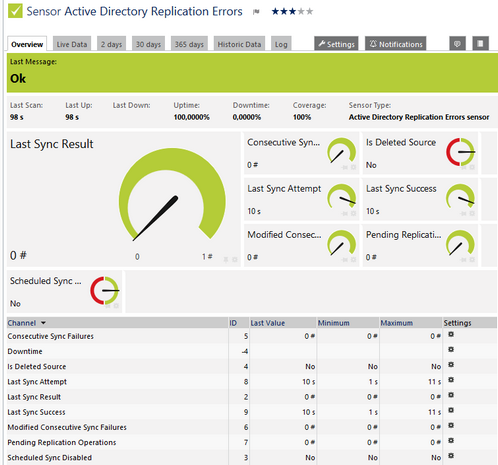 Sensor Active Directory Replication Errors
Overview Live Data 2 days 30 days 365 days Historic Data Log Settings Notifications
Last Message:
Ok
Last Scan: Last Up: Last Down: Uptime: Downtime: Coverage: Sensor Type:
98 s 98 s 100,0000% 0,0000% 100% Active Directory Replication Errors sensor
Last Sync Result
0 #
0 1 #
Consecutive Syn...
0 #
Is Deleted Source
No
Last Sync Attempt
10 s
Last Sync Success
10 s
Modified Consec...
0 #
Pending Replicati...
0 #
Scheduled Sync ...
No
Channel ID Last Value Minimum Maximum Settings
Consecutive Sync Failures 5 0 # 0 # 0 #
Downtime -4
Is Deleted Source 4 No No No
Last Sync Attempt 8 10 s 1 s 11 s
Last Sync Result 2 0 # 0 # 0 #
Last Sync Success 9 10 s 1 s 11 s
Modified Consecutive Sync Failures 6 0 # 0 # 0 #
Pending Replication Operations 7 0 # 0 # 0 #
Scheduled Sync Disabled 3 No No No